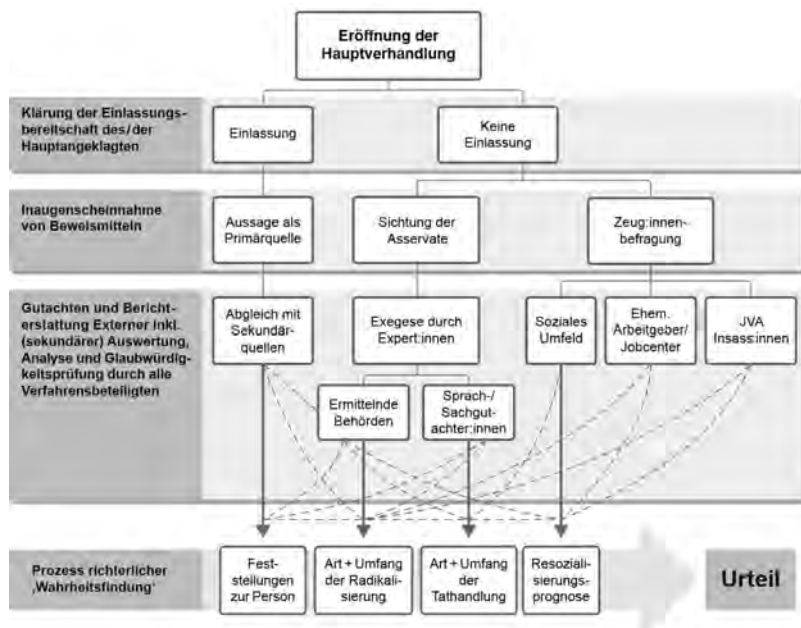 Eröffnung der
Hauptverhandlung
Klärung der Einlassungs-
bereitschaft des/der
Hauptangeklagten
Einlassung
Keine
Einlassung
Inaugenscheinnahme
von Beweismitteln
Aussage als
Primärquelle
Sichtung der
Asservate
Zeug:innen-
befragung
Gutachten und Bericht-
erstattung Externer inkl.
(sekundärer) Auswertung,
Analyse und Glaubwürdig-
keitsprüfung durch alle
Verfahrensbeteiligten
Abgleich mit
Sekundär-
quellen
Exegese durch
Expert:innen
Soziales
Umfeld
Ehem.
Arbeitgeber/
Jobcenter
JVA
Insass:innen
Ermittelnde
Behörden
Sprach-/
Sachgut-
achter:innen
Prozess richterlicher
‚Wahrheitsfindung'
Fest-
stellungen
zur Person
Art + Umfang
der Radikali-
sierung
Art + Umfang
der
Tathandlung
Resoziali-
sierungs-
prognose
Urteil